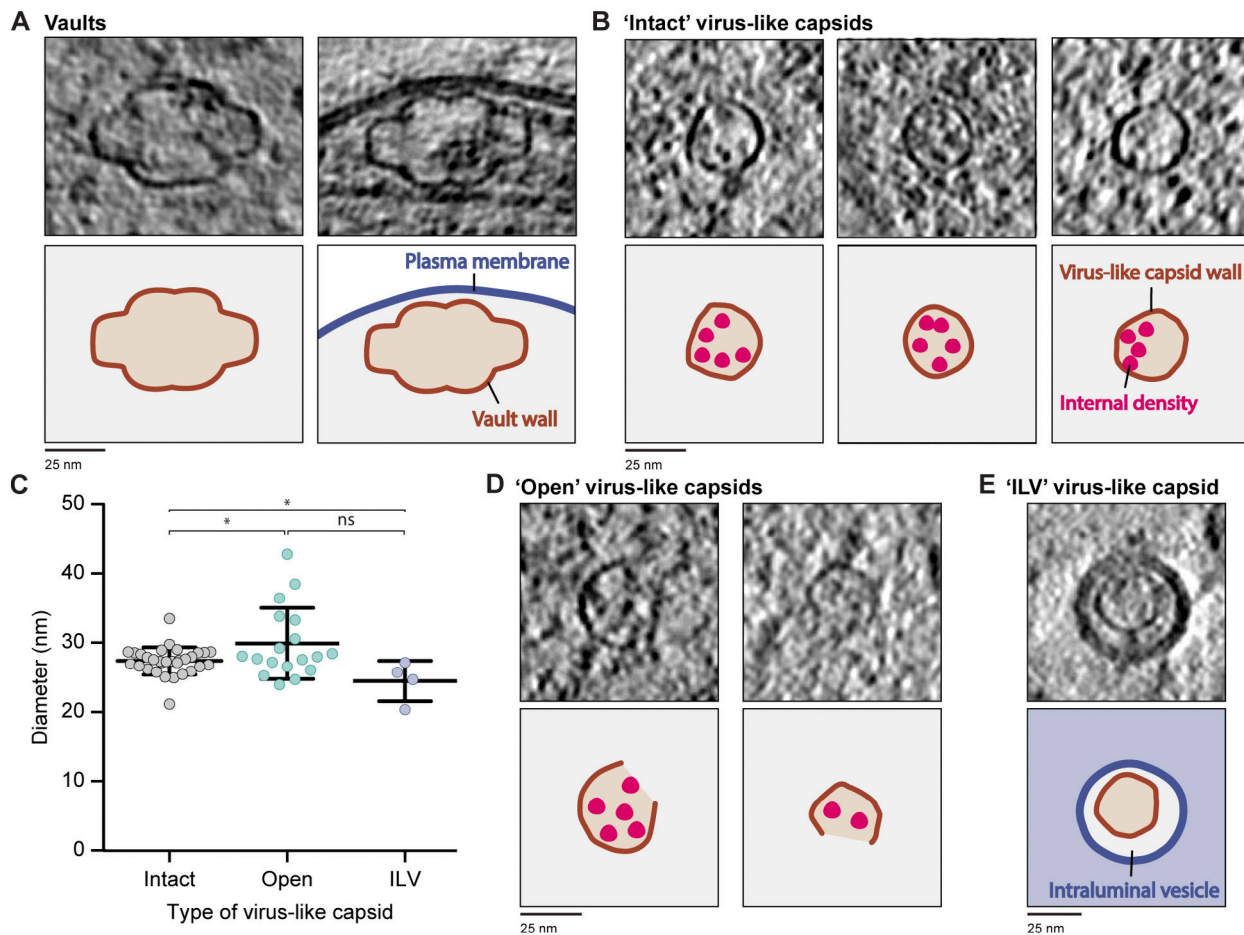 A Vaults
B 'Intact' virus-like capsids
Plasma membrane
Vault wall
Virus-like capsid wall
Internal density
25 nm
25 nm
C
50
40
30
20
10
0
Diameter (nm)
*
*
ns
Intact
Open
ILV
Type of virus-like capsid
D 'Open' virus-like capsids
25 nm
E 'ILV' virus-like capsid
Intraluminal vesicle
25 nm